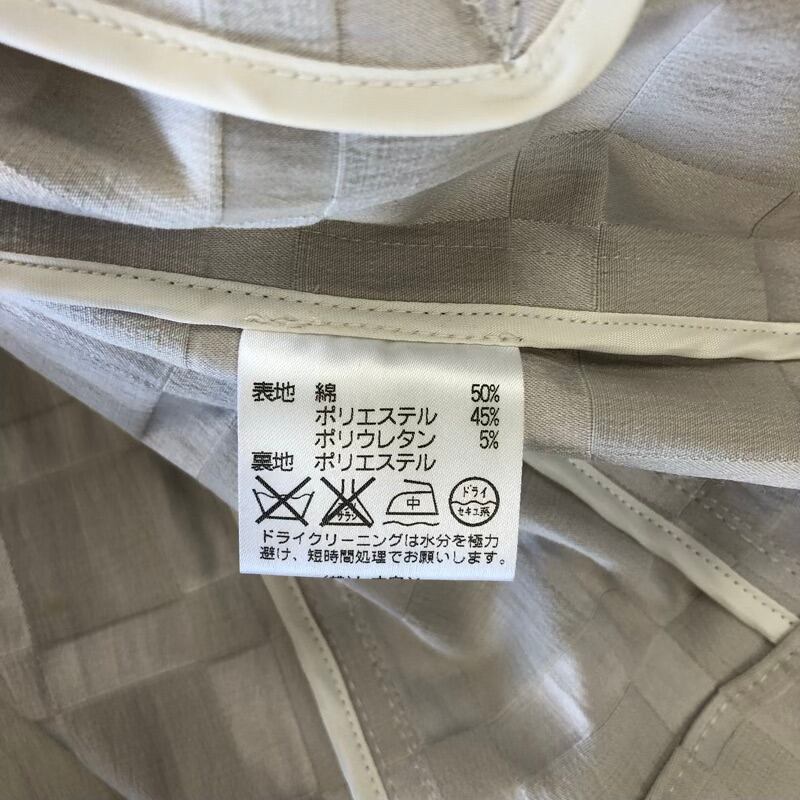 表地 綿 50%
ポリエステル 45%
ポリウレタン 5%
裏地 ポリエステル
サラシ 中 ドライ
セキユ系
ドライクリーニングは水分を極力
避け、短時間処理でお願いします。